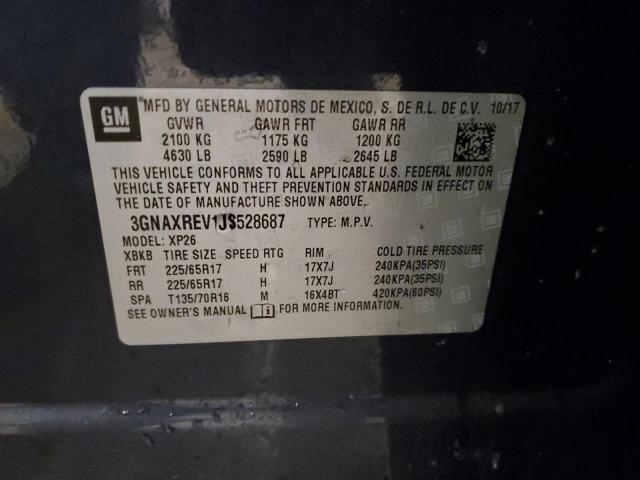 GM
*MFD BY GENERAL MOTORS DE MEXICO, S. DE R.L. DE C.V. 10/17
GVWR GAWR FRT GAWR RR
2100 KG 1175 KG 1200 KG
4630 LB 2590 LB 2645 LB
THIS VEHICLE CONFORMS TO ALL APPLICABLE U.S. FEDERAL MOTOR
VEHICLE SAFETY AND THEFT PREVENTION STANDARDS IN EFFECT ON
THE DATE OF MANUFACTURE SHOWN ABOVE.
3GNAXREV1JS528687 TYPE: M.P.V.
MODEL: XP26
XBKB TIRE SIZE SPEED RTG RIM COLD TIRE PRESSURE
FRT 225/65R17 H 17X7J 240KPA(35PSI)
RR 225/65R17 H 17X7J 240KPA(35PSI)
SPA T135/70R16 M 16X4BT 420KPA(60PSI)
SEE OWNER'S MANUAL i FOR MORE INFORMATION.